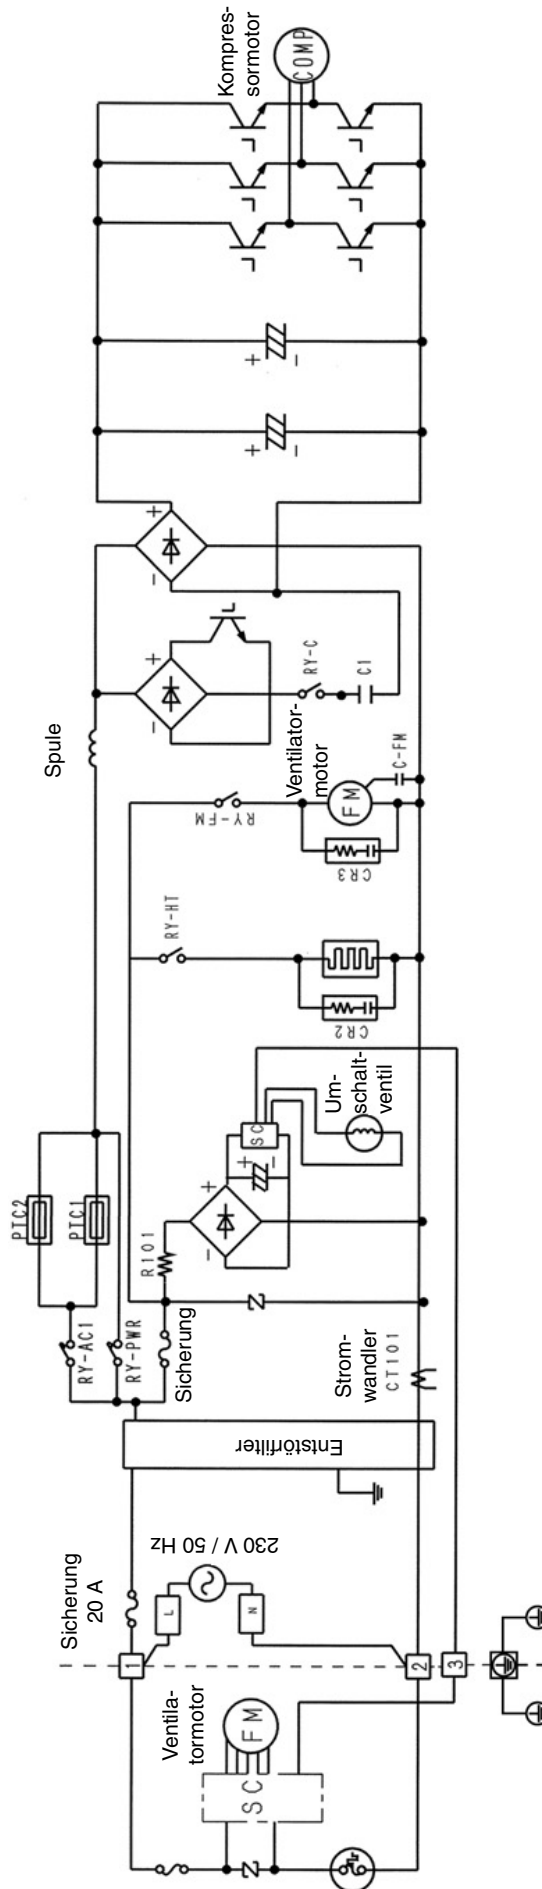 Kompres-
sormotor
COMP
+
-
+
-
+
-
+
-
RY-C
C1
Spule
Ventilator-
motor
FM
C-FM
RY-FM
CR3
RY-HT
CR2
Um-
schalt-
ventil
SC
+
-
+
-
PTC2
PTC1
R101
RY-AC1
RY-PWR
Sicherung
Strom-
wandler
CT101
Entstörfilter
230 V / 50 Hz
L
N
Sicherung
20 A
1
2
3
Ventila-
tormotor
FM
SC